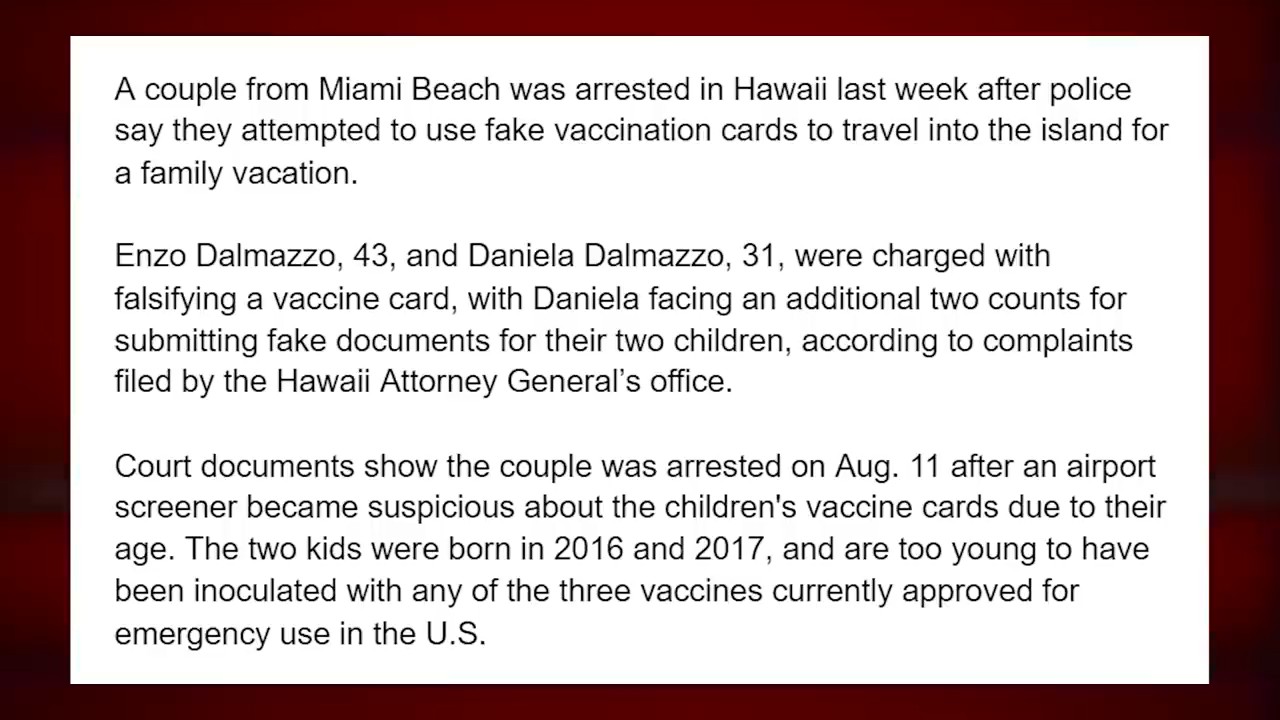 A couple from Miami Beach was arrested in Hawaii last week after police
say they attempted to use fake vaccination cards to travel into the island for
a family vacation.
Enzo Dalmazzo, 43, and Daniela Dalmazzo, 31, were charged with
falsifying a vaccine card, with Daniela facing an additional two counts for
submitting fake documents for their two children, according to complaints
filed by the Hawaii Attorney General’s office.
Court documents show the couple was arrested on Aug. 11 after an airport
screener became suspicious about the children's vaccine cards due to their
age. The two kids were born in 2016 and 2017, and are too young to have
been inoculated with any of the three vaccines currently approved for
emergency use in the U.S.